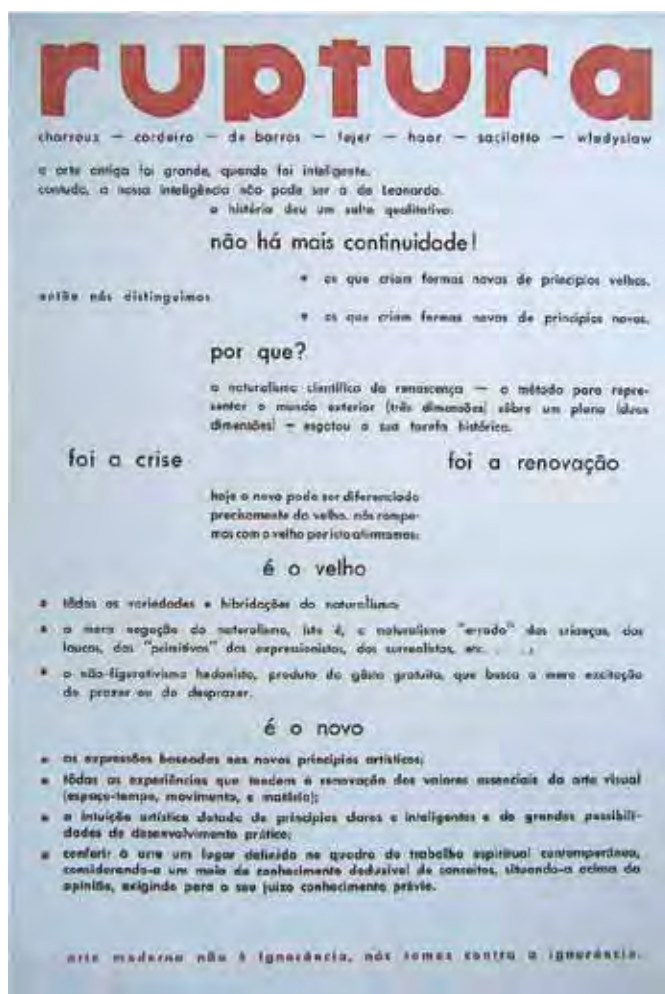 ruptura
charroux – cordeiro – de barros – fejer – haar – sacilotto – wladyslaw
a arte antiga foi grande, quando foi inteligente.
contudo, a nossa inteligência não pode ser a de Leonardo.
a história deu um salto qualitativo:
não há mais continuidade!
• os que criam formas novas de princípios velhos.
então nós distinguimos
• os que criam formas novas de princípios novos.
por que?
o naturalismo científico da renascença — o método para repre-
sentar o mundo exterior (três dimensões) sôbre um plano (duas
dimensões) — esgotou a sua tarefa histórica.
foi a crise foi a renovação
hoje o novo pode ser diferenciado
precisamente do velho. nós rompe-
mos com o velho por isto afirmamos:
é o velho
• tôdas as variedades e hibridações do naturalismo;
• a mera negação do naturalismo, isto é, o naturalismo "errado" das crianças, dos
loucos, dos "primitivos" dos expressionistas, dos surrealistas, etc. . . . ;
• o não-figurativismo hedonista, produto do gôsto gratuito, que busca a mera excitação
do prazer ou do desprazer.
é o novo
• as expressões baseadas nos novos princípios artísticos;
• tôdas as experiências que tendem à renovação dos valores essenciais da arte visual
(espaço-tempo, movimento, e matéria);
• a intuição artística dotada de princípios claros e inteligentes e de grandes possibili-
dades de desenvolvimento prático;
• conferir à arte um lugar definido no quadro do trabalho espiritual contemporâneo,
considerando-a um meio de conhecimento dedusível de conceitos, situando-a acima da
opinião, exigindo para o seu juízo conhecimento prévio.
arte moderna não é ignorância, nós somos contra a ignorância.